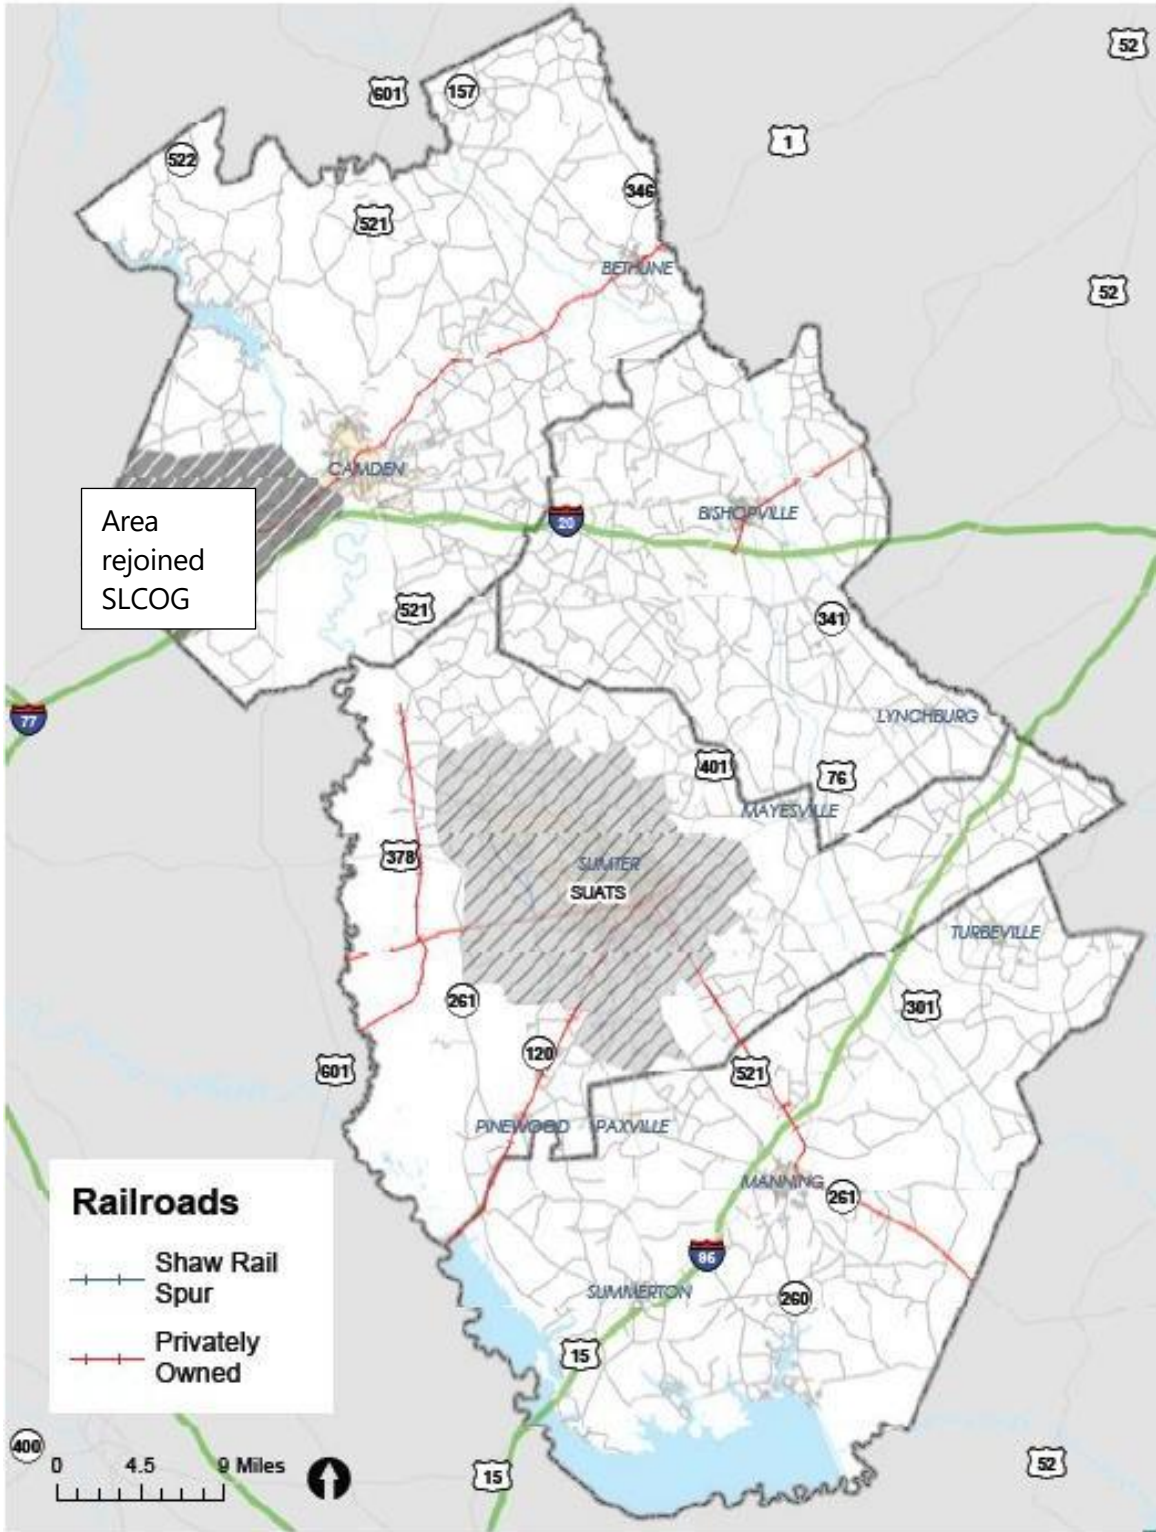 52
601
157
1
522
346
521
BETHUNE
52
CAMDEN
BISHOPVILLE
20
Area
rejoined
SLCOG
521
341
77
LYNCHBURG
401
76
MAYESVILLE
378
SUMTER
SUATS
TURBEVILLE
261
301
120
601
521
PINEWOOD
PAXVILLE
MANNING
261
Railroads
Shaw Rail
Spur
Privately
Owned
86
SUMMERTON
260
15
400
0 4.5 9 Miles
15
52